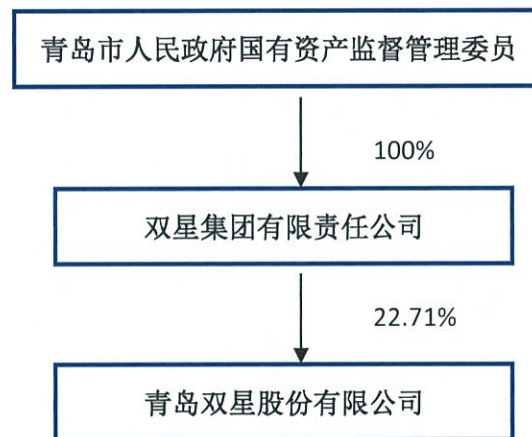 青岛市人民政府国有资产监督管理委员
100%
双星集团有限责任公司
22.71%
青岛双星股份有限公司